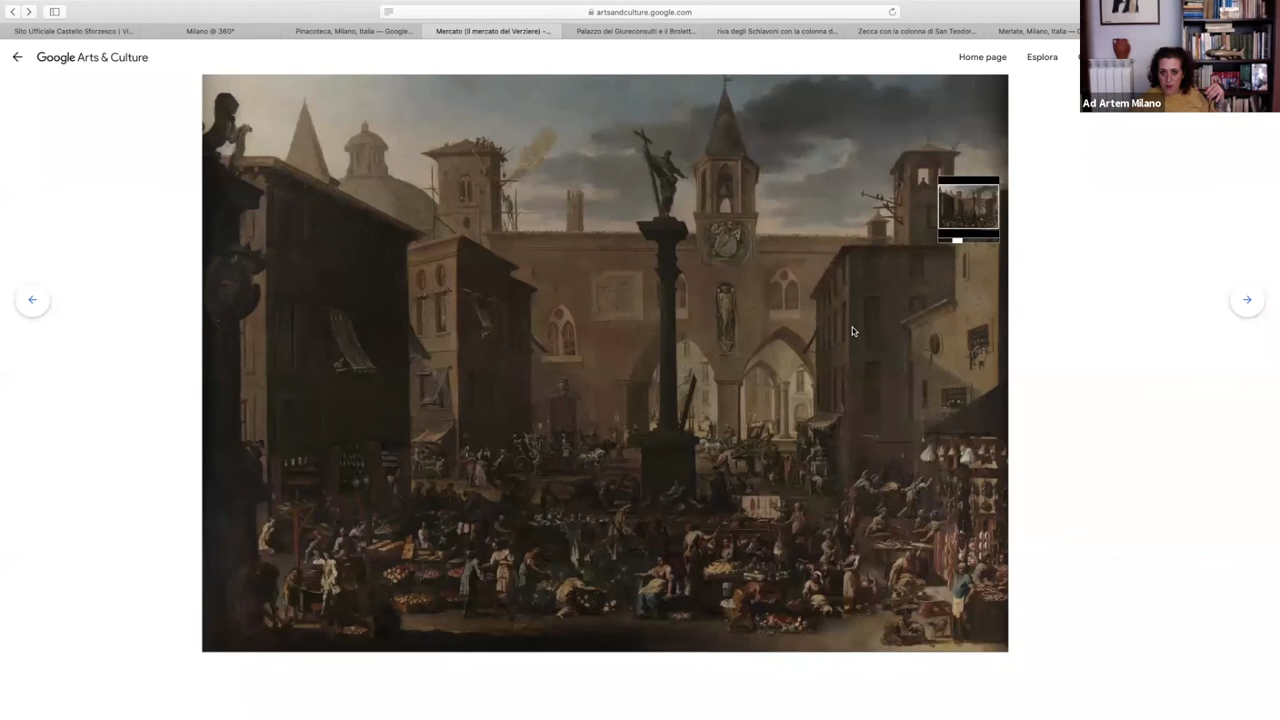 artsandculture.google.com
Sito Ufficiale Castello Sforzesco | Vi...
Milano @ 360°
Pinacoteca, Milano, Italia — Google...
Mercato (Il mercato del Verziere) -...
Palazzo dei Giureconsulti e il Brolett...
riva degli Schiavoni con la colonna d...
Zecca con la colonna di San Teodor...
Merlate, Milano, Italia — G
Google Arts & Culture
Home page
Esplora
Ad Artem Milano